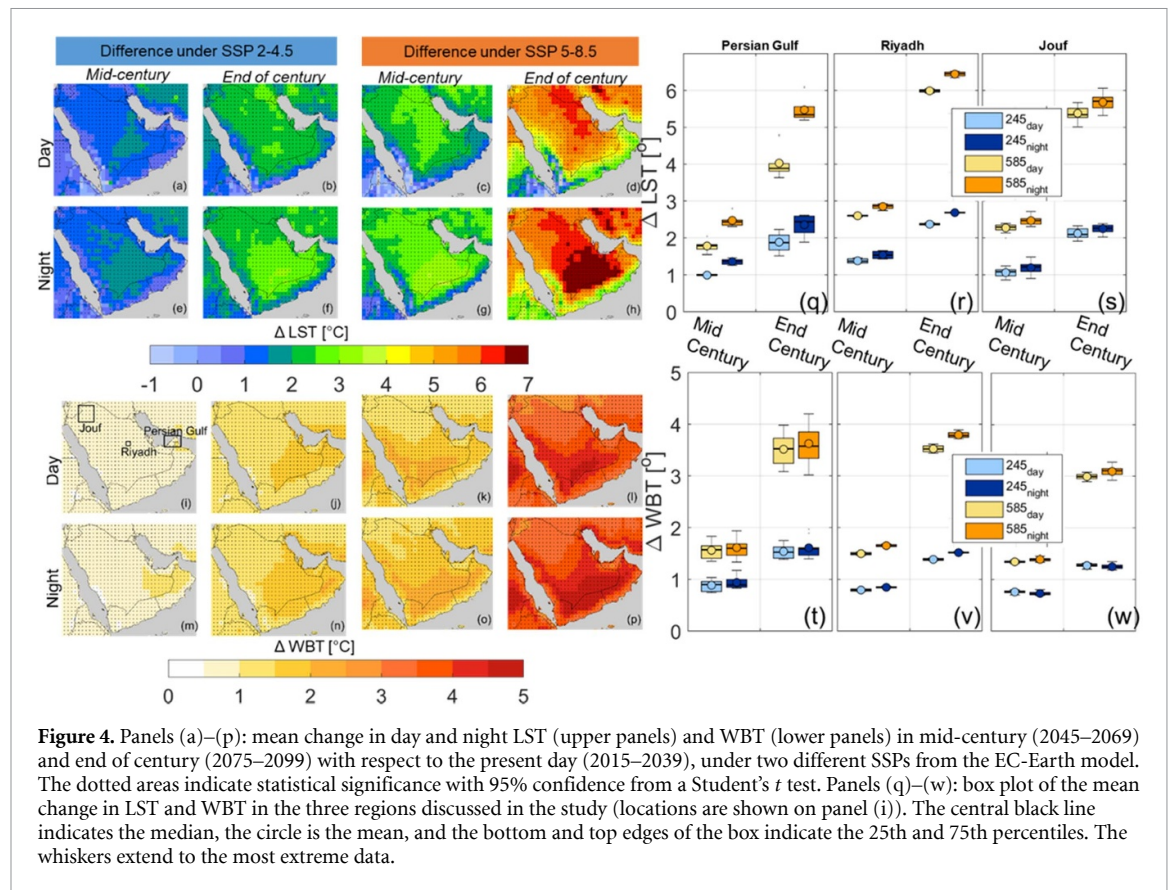 Difference under SSP 2-4.5
Difference under SSP 5-8.5
Mid-century
End of century
Mid-century
End of century
Day
(a)
(b)
(c)
(d)
Night
(e)
(f)
(g)
(h)
Δ LST [°C]
-1 0 1 2 3 4 5 6 7
Day
Jouf
Riyadh
Persian Gulf
(i)
(j)
(k)
(l)
Night
(m)
(n)
(o)
(p)
Δ WBT [°C]
0 1 2 3 4 5
Persian Gulf
Riyadh
Jouf
Δ LST [°]
6
5
4
3
2
1
0
245day
245night
585day
585night
(q)
(r)
(s)
Mid Century
End Century
Mid Century
End Century
Mid Century
End Century
Δ WBT [°]
5
4
3
2
1
0
245day
245night
585day
585night
(t)
(v)
(w)
Figure 4. Panels (a)–(p): mean change in day and night LST (upper panels) and WBT (lower panels) in mid-century (2045–2069)
and end of century (2075–2099) with respect to the present day (2015–2039), under two different SSPs from the EC-Earth model.
The dotted areas indicate statistical significance with 95% confidence from a Student's t test. Panels (q)–(w): box plot of the mean
change in LST and WBT in the three regions discussed in the study (locations are shown on panel (i)). The central black line
indicates the median, the circle is the mean, and the bottom and top edges of the box indicate the 25th and 75th percentiles. The
whiskers extend to the most extreme data.